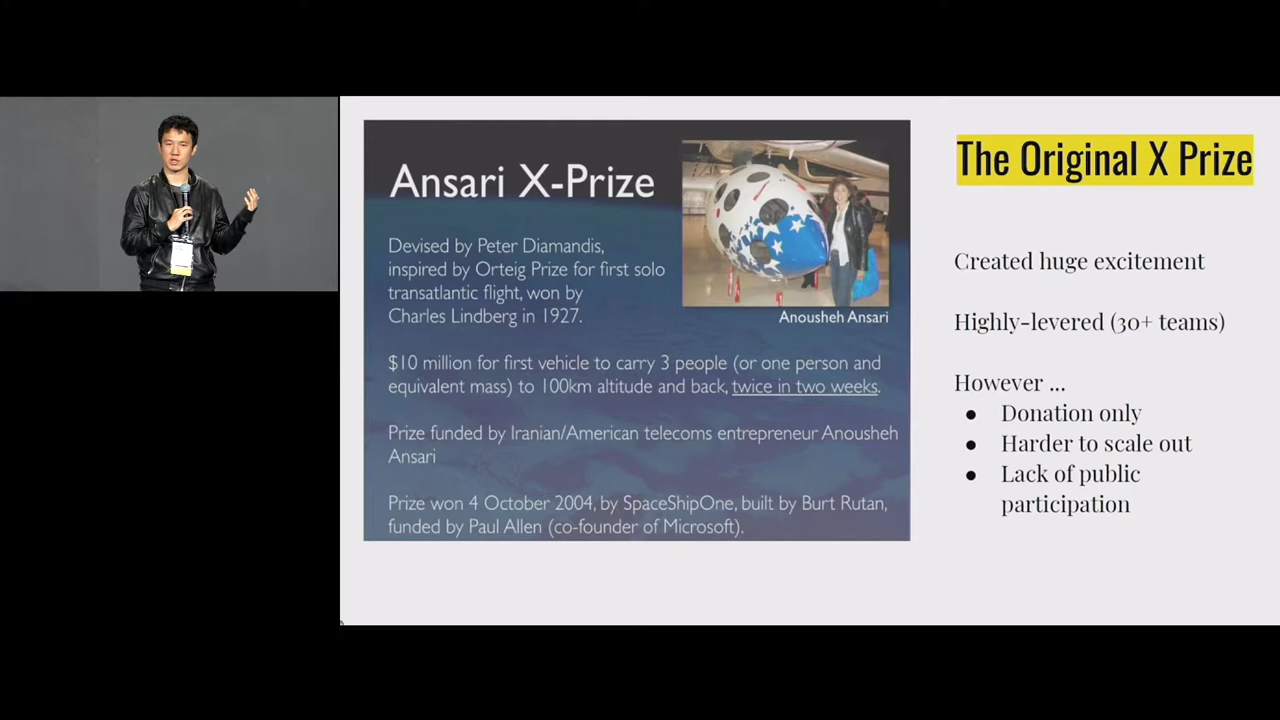 Ansari X-Prize
Devised by Peter Diamandis,
inspired by Orteig Prize for first solo
transatlantic flight, won by
Charles Lindberg in 1927.
Anousheh Ansari
$10 million for first vehicle to carry 3 people (or one person and
equivalent mass) to 100km altitude and back, twice in two weeks.
Prize funded by Iranian/American telecoms entrepreneur Anousheh
Ansari
Prize won 4 October 2004, by SpaceShipOne, built by Burt Rutan,
funded by Paul Allen (co-founder of Microsoft).
The Original X Prize
Created huge excitement
Highly-levered (30+ teams)
However ...
● Donation only
● Harder to scale out
● Lack of public
participation